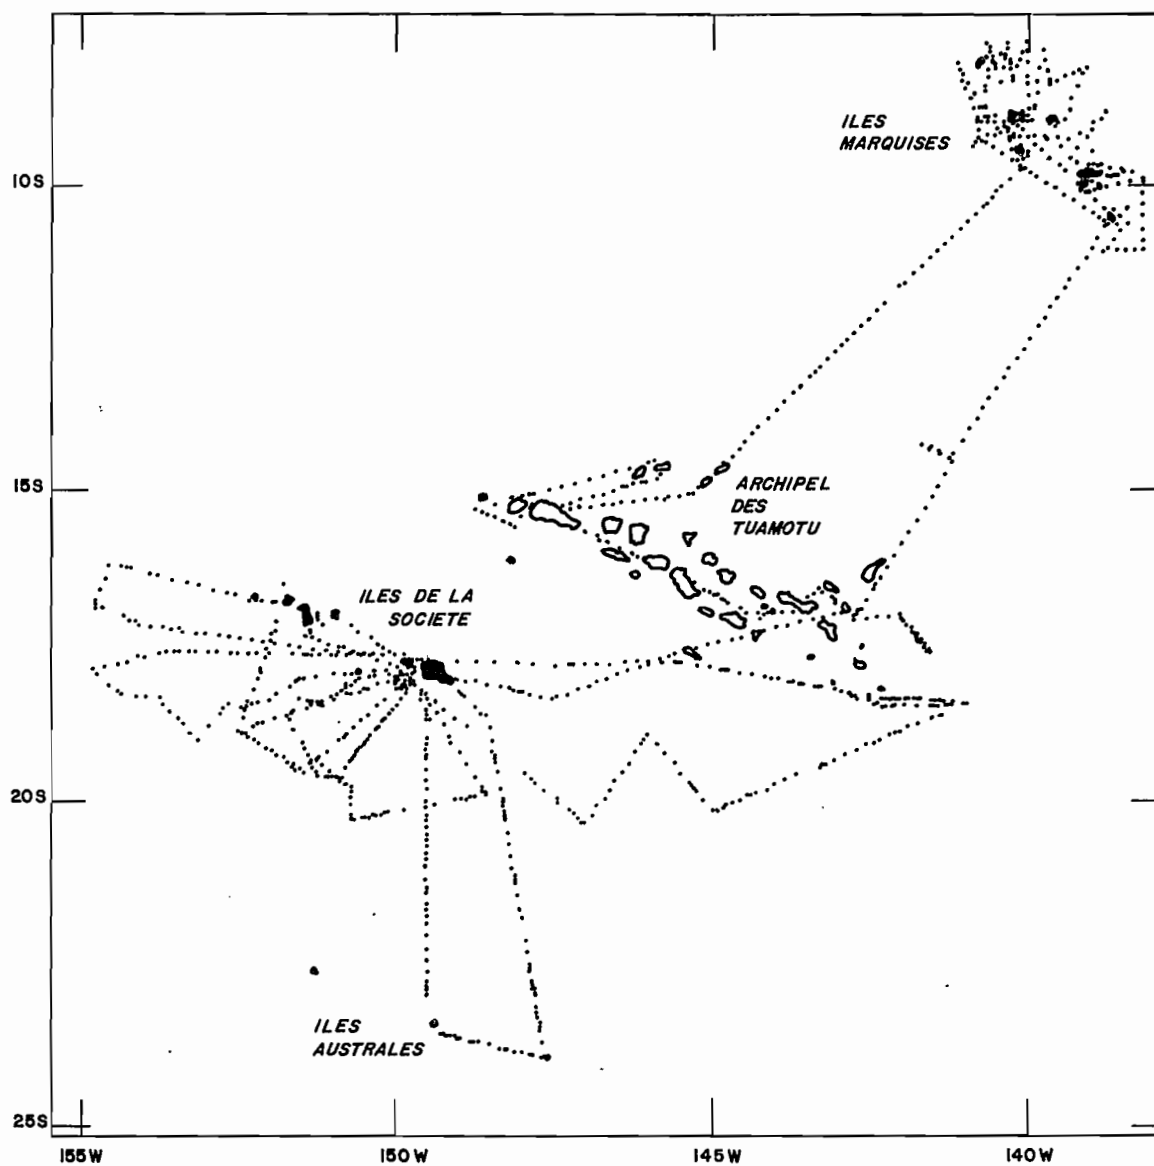 ILES
MARQUISES
10S
15S
ARCHIPEL
DES
TUAMOTU
ILES DE LA
SOCIETE
20S
ILES
AUSTRALES
25S
155W 150W 145W 140W